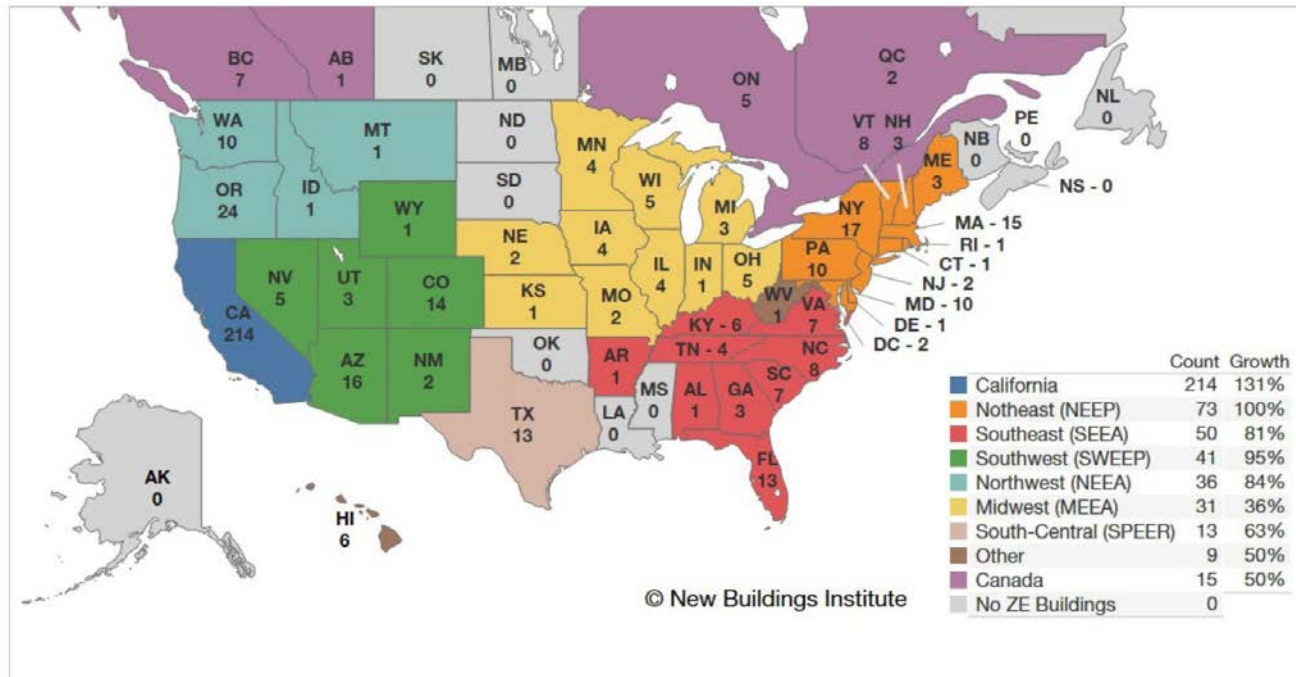 BC
7
AB
1
SK
0
MB
0
ON
5
QC
2
NL
0
PE
0
NB
0
NS - 0
VT
8
NH
3
ME
3
WA
10
MT
1
ND
0
MN
4
OR
24
ID
1
SD
0
WI
5
MI
3
NY
17
MA - 15
RI - 1
CT - 1
NJ - 2
MD - 10
DE - 1
DC - 2
WY
1
NE
2
IA
4
PA
10
NV
5
UT
3
CO
14
KS
1
MO
2
IL
4
IN
1
OH
5
WV
1
VA
7
CA
214
KY - 6
TN - 4
NC
8
AZ
16
NM
2
OK
0
AR
1
SC
7
MS
0
AL
1
GA
3
TX
13
LA
0
FL
13
AK
0
HI
6
Count Growth
California 214 131%
Notheast (NEEP) 73 100%
Southeast (SEEA) 50 81%
Southwest (SWEEP) 41 95%
Northwest (NEEA) 36 84%
Midwest (MEEA) 31 36%
South-Central (SPEER) 13 63%
Other 9 50%
Canada 15 50%
No ZE Buildings 0
© New Buildings Institute